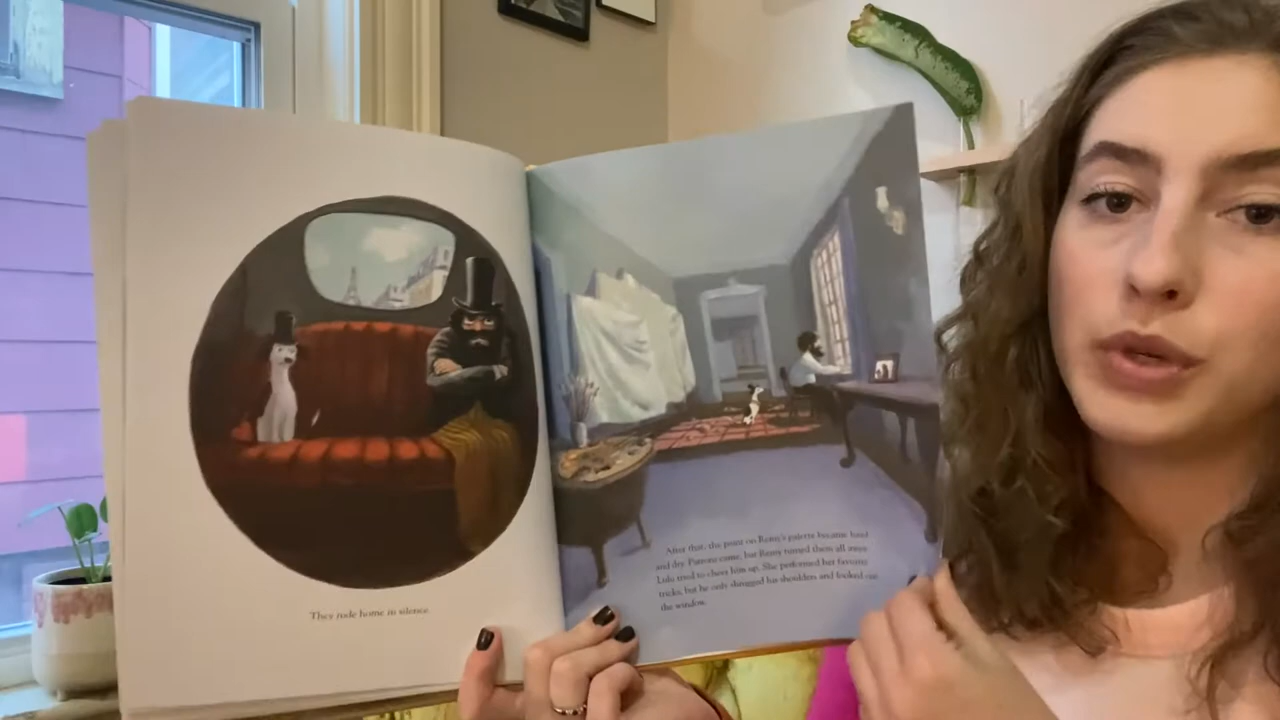 They rode home in silence.
After that, the paint on Remy's palette became hard
and dry. Patrons came, but Remy turned them all away.
Lulu tried to cheer him up. She performed her favorite
tricks, but he only shrugged his shoulders and looked out
the window.